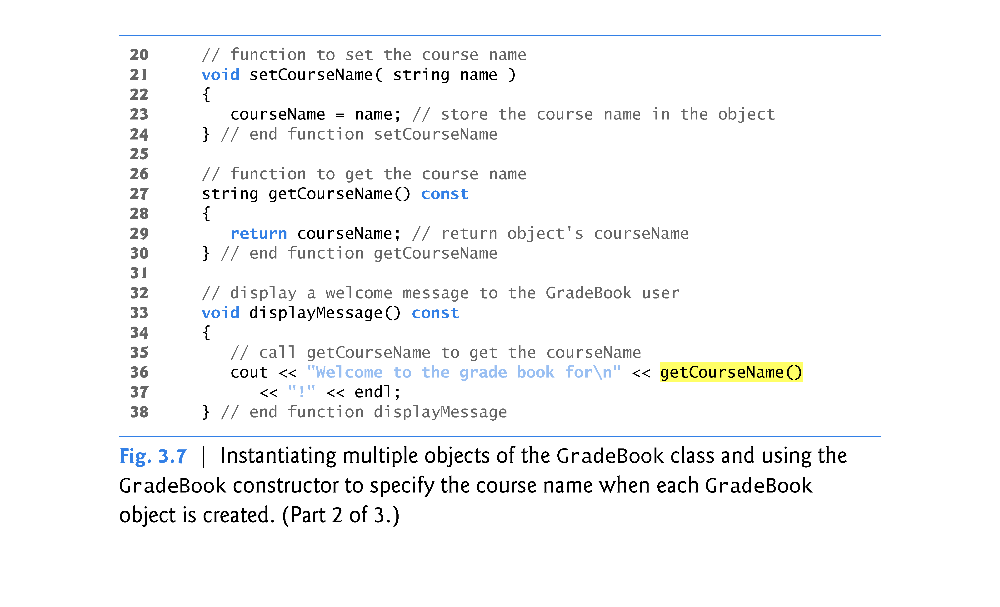 20 // function to set the course name
21 void setCourseName( string name )
22 {
23 courseName = name; // store the course name in the object
24 } // end function setCourseName
25
26 // function to get the course name
27 string getCourseName() const
28 {
29 return courseName; // return object's courseName
30 } // end function getCourseName
31
32 // display a welcome message to the GradeBook user
33 void displayMessage() const
34 {
35 // call getCourseName to get the courseName
36 cout << "Welcome to the grade book for\n" << getCourseName()
37 << "!" << endl;
38 } // end function displayMessage
Fig. 3.7 | Instantiating multiple objects of the GradeBook class and using the
GradeBook constructor to specify the course name when each GradeBook
object is created. (Part 2 of 3.)